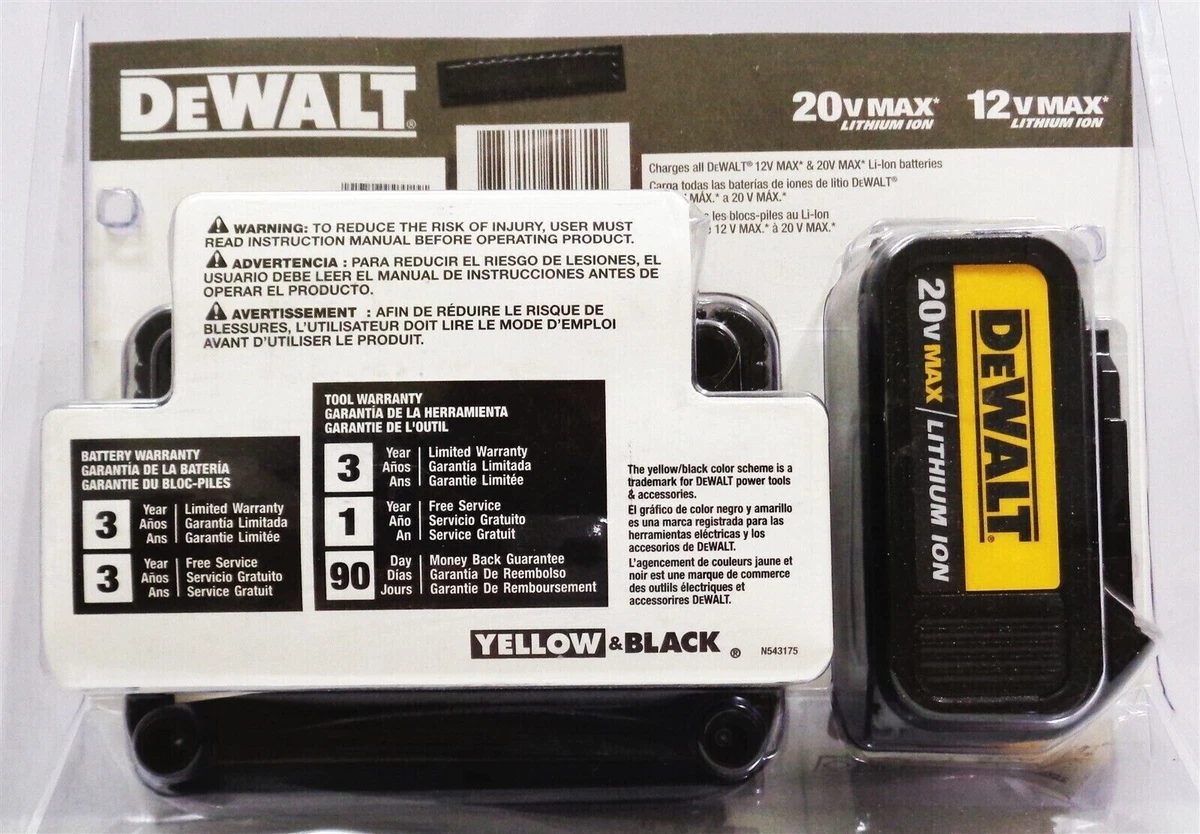 DEWALT®
20V MAX*
LITHIUM ION
12V MAX*
LITHIUM ION
Charges all DEWALT® 12V MAX* & 20V MAX* Li-Ion batteries
Carga todas las baterías de iones de litio DEWALT®
MÁX.* a 20 V MÁX.*
les blocs-piles au Li-Ion
12 V MAX.* à 20 V MAX.*
WARNING: TO REDUCE THE RISK OF INJURY, USER MUST
READ INSTRUCTION MANUAL BEFORE OPERATING PRODUCT.
ADVERTENCIA : PARA REDUCIR EL RIESGO DE LESIONES, EL
USUARIO DEBE LEER EL MANUAL DE INSTRUCCIONES ANTES DE
OPERAR EL PRODUCTO.
AVERTISSEMENT : AFIN DE RÉDUIRE LE RISQUE DE
BLESSURES, L'UTILISATEUR DOIT LIRE LE MODE D'EMPLOI
AVANT D'UTILISER LE PRODUIT.
BATTERY WARRANTY
GARANTÍA DE LA BATERÍA
GARANTIE DU BLOC-PILES
3
Year Limited Warranty
Años Garantía Limitada
Ans Garantie Limitée
3
Year Free Service
Años Servicio Gratuito
Ans Service Gratuit
TOOL WARRANTY
GARANTÍA DE LA HERRAMIENTA
GARANTIE DE L'OUTIL
3
Year Limited Warranty
Años Garantía Limitada
Ans Garantie Limitée
1
Year Free Service
Año Servicio Gratuito
An Service Gratuit
90
Day Money Back Guarantee
Días Garantía De Reembolso
Jours Garantie De Remboursement
The yellow/black color scheme is a
trademark for DEWALT power tools
& accessories.
El gráfico de color negro y amarillo
es una marca registrada para las
herramientas eléctricas y los
accesorios de DEWALT.
L'agencement de couleurs jaune et
noir est une marque de commerce
des outils électriques et
accessoires DEWALT.
YELLOW & BLACK ®
N543175
DEWALT®
20V MAX / LITHIUM ION